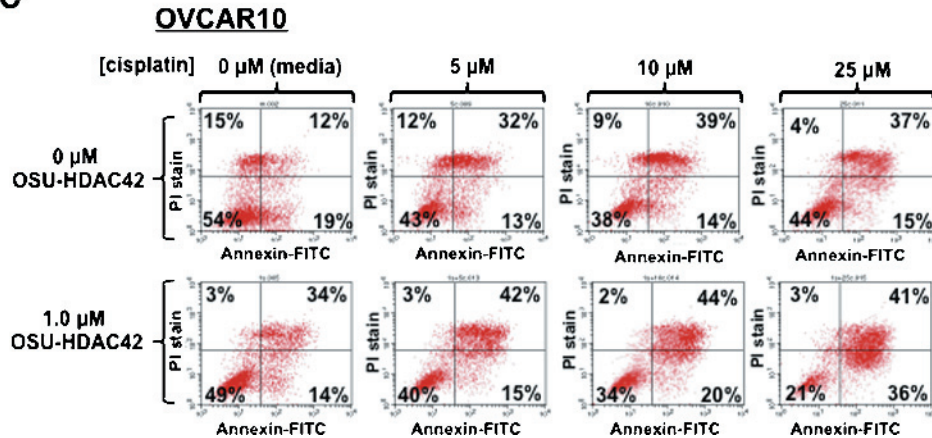 OVCAR10
[cisplatin] 0 µM (media) 5 µM 10 µM 25 µM
0 µM
OSU-HDAC42
PI stain 15% 12% 54% 19% Annexin-FITC
PI stain 12% 32% 43% 13% Annexin-FITC
PI stain 9% 39% 38% 14% Annexin-FITC
PI stain 4% 37% 44% 15% Annexin-FITC
1.0 µM
OSU-HDAC42
PI stain 3% 34% 49% 14% Annexin-FITC
PI stain 3% 42% 40% 15% Annexin-FITC
PI stain 2% 44% 34% 20% Annexin-FITC
PI stain 3% 41% 21% 36% Annexin-FITC